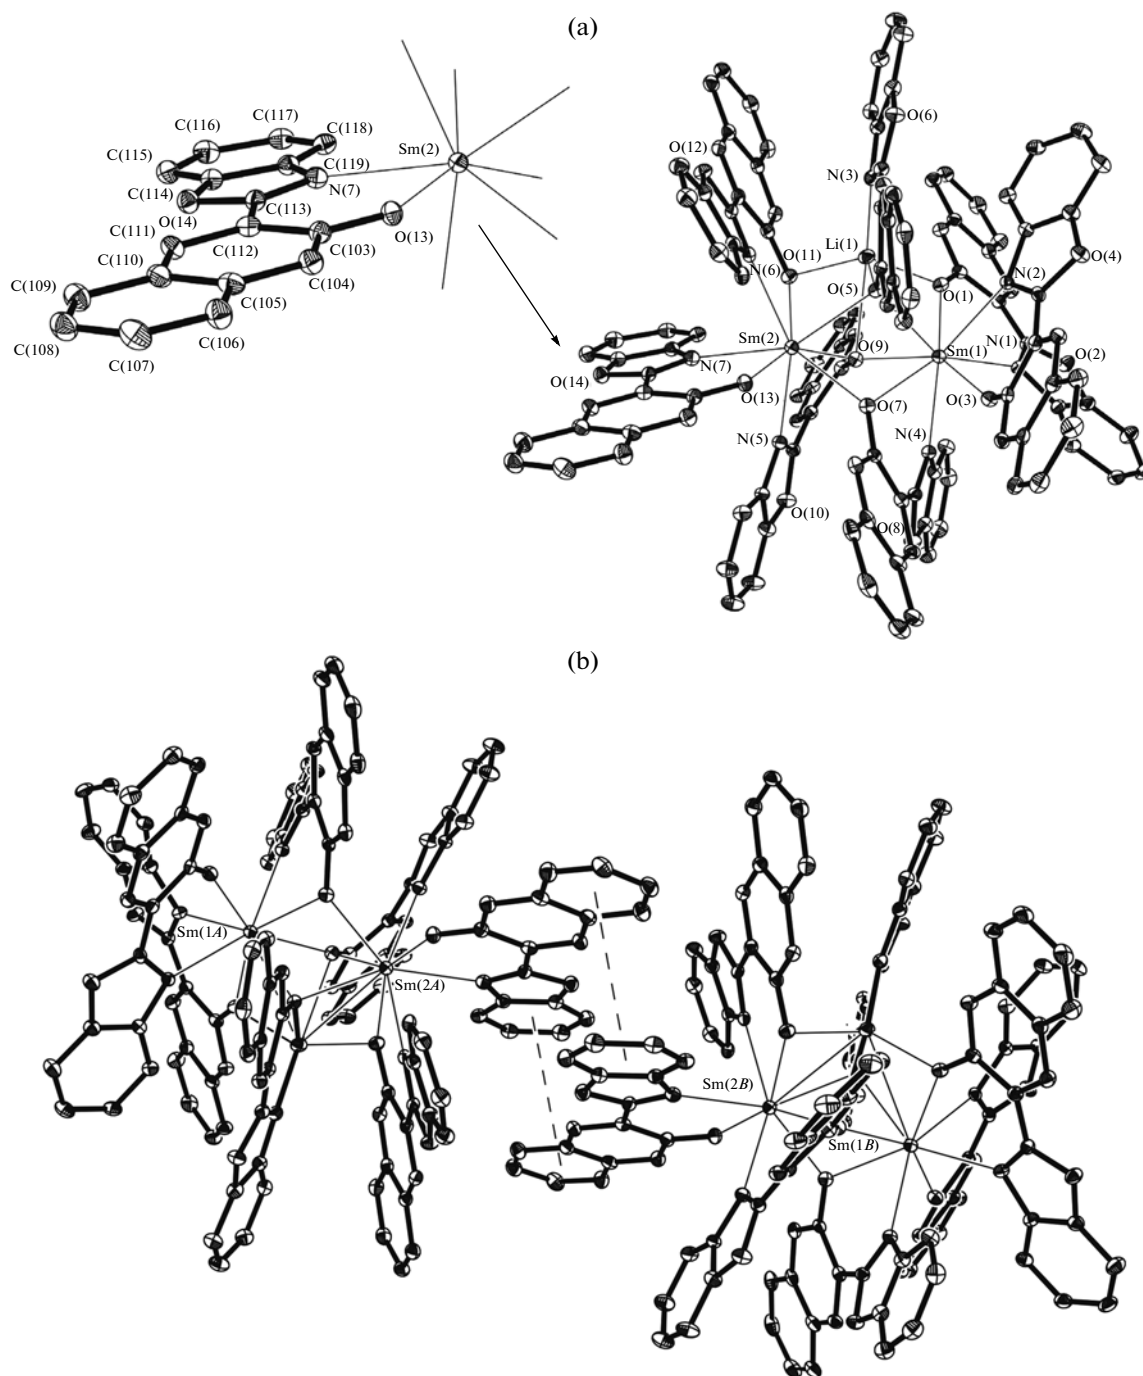 (a)
C(117)
C(116)
C(118)
C(115)
Sm(2)
C(119)
N(7)
C(114)
C(113)
O(14)
C(111)
C(112)
C(103)
O(13)
C(110)
C(104)
C(109)
C(105)
C(108)
C(106)
C(107)
O(6)
O(12)
N(3)
Li(1)
O(4)
N(6)
O(11)
N(2)
O(5)
O(1)
Sm(2)
O(9)
Sm(1)
N(1)
O(2)
N(7)
O(14)
O(13)
O(7)
O(3)
N(5)
N(4)
O(10)
O(8)
(b)
Sm(1A)
Sm(2A)
Sm(2B)
Sm(1B)